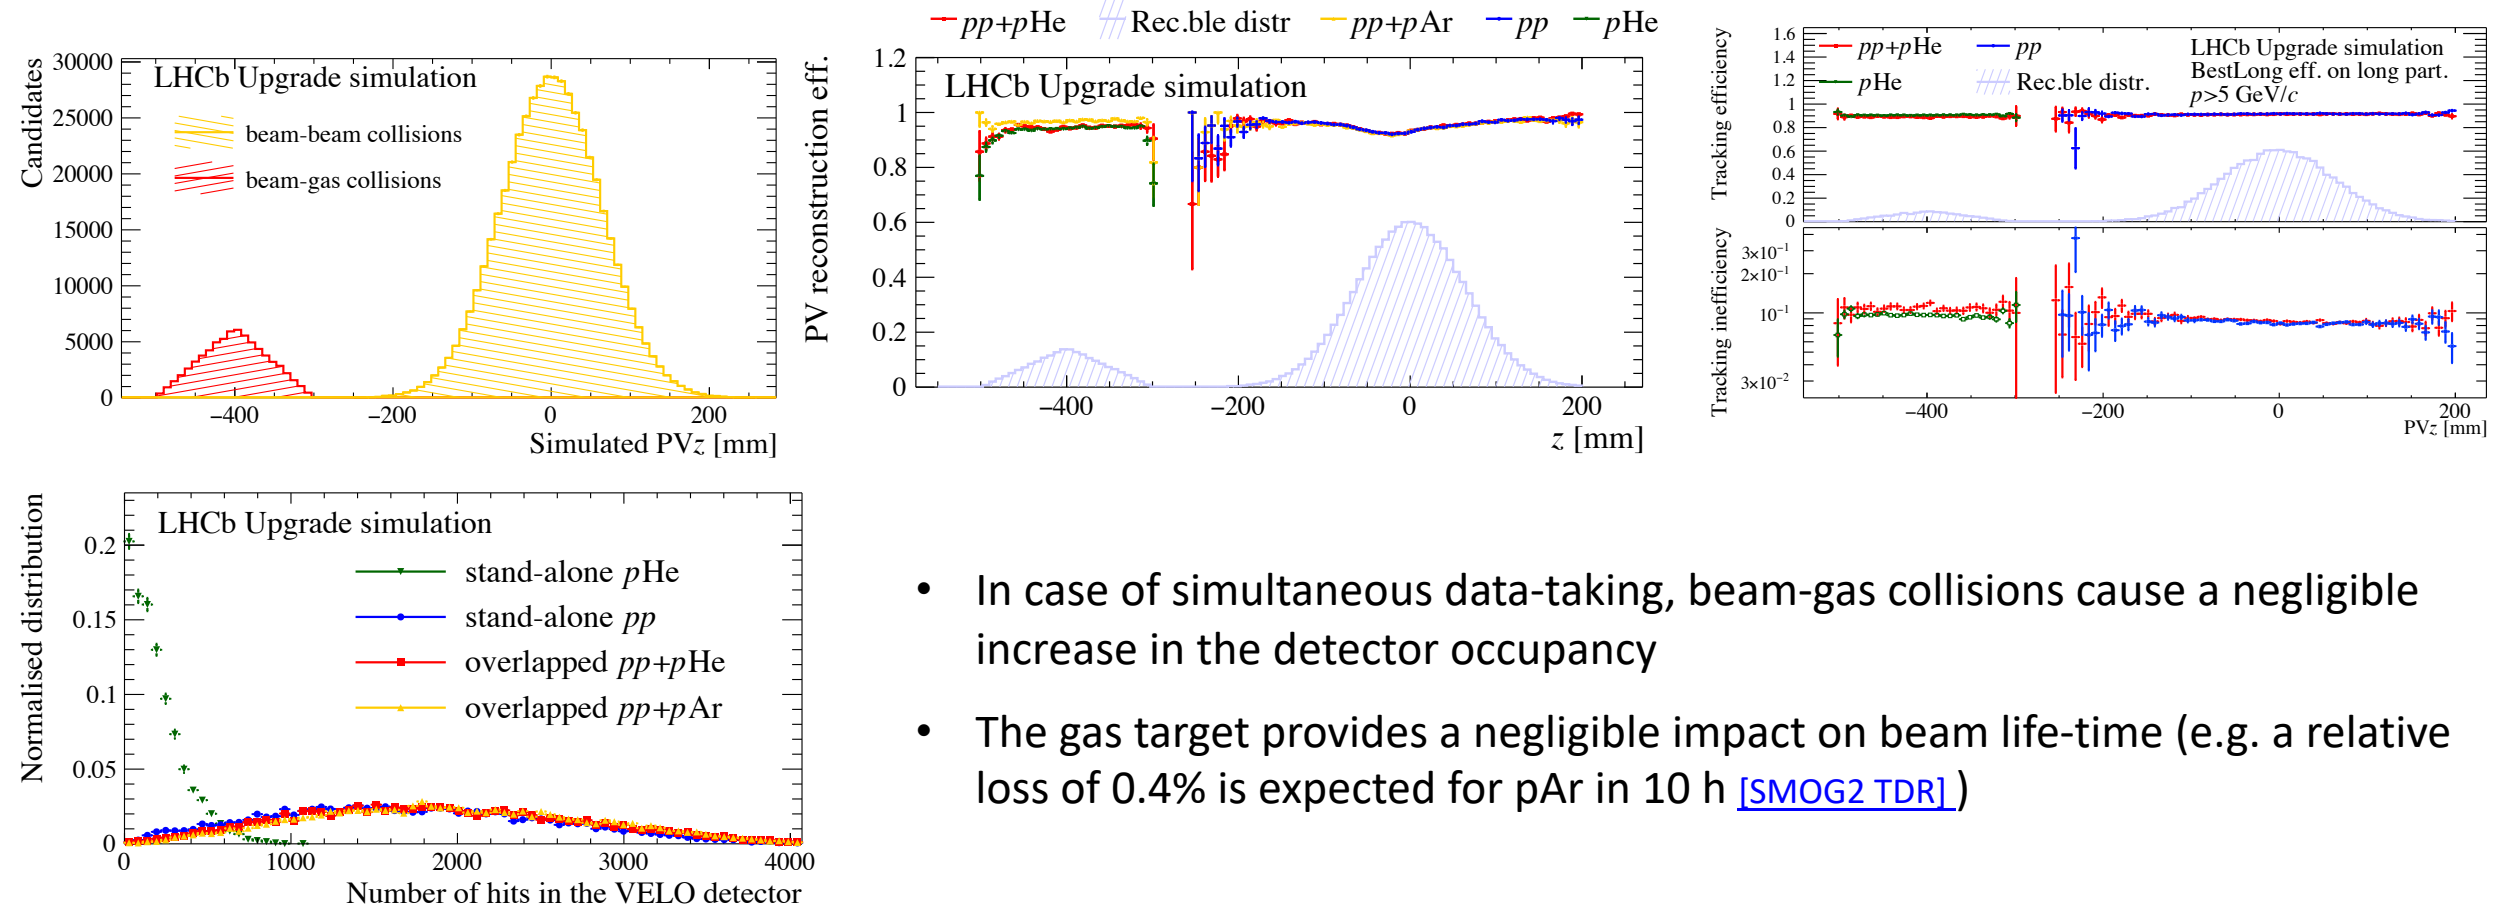 30000
25000
20000
15000
10000
5000
0
Candidates
LHCb Upgrade simulation
beam-beam collisions
beam-gas collisions
−400 −200 0 200
Simulated PVz [mm]
pp+pHe Rec.ble distr pp+pAr pp pHe
1.2
1
0.8
0.6
0.4
0.2
0
PV reconstruction eff.
LHCb Upgrade simulation
−400 −200 0 200
z [mm]
1.6
1.4
1.2
1
0.8
0.6
0.4
0.2
0
Tracking efficiency
pp+pHe pp
pHe Rec.ble distr.
LHCb Upgrade simulation
BestLong eff. on long part.
p>5 GeV/c
3×10⁻¹
2×10⁻¹
10⁻¹
3×10⁻²
Tracking inefficiency
−400 −200 0 200
PVz [mm]
0.2
0.15
0.1
0.05
0
Normalised distribution
LHCb Upgrade simulation
stand-alone pHe
stand-alone pp
overlapped pp+pHe
overlapped pp+pAr
0 1000 2000 3000 4000
Number of hits in the VELO detector
• In case of simultaneous data-taking, beam-gas collisions cause a negligible
increase in the detector occupancy
• The gas target provides a negligible impact on beam life-time (e.g. a relative
loss of 0.4% is expected for pAr in 10 h [SMOG2 TDR] )